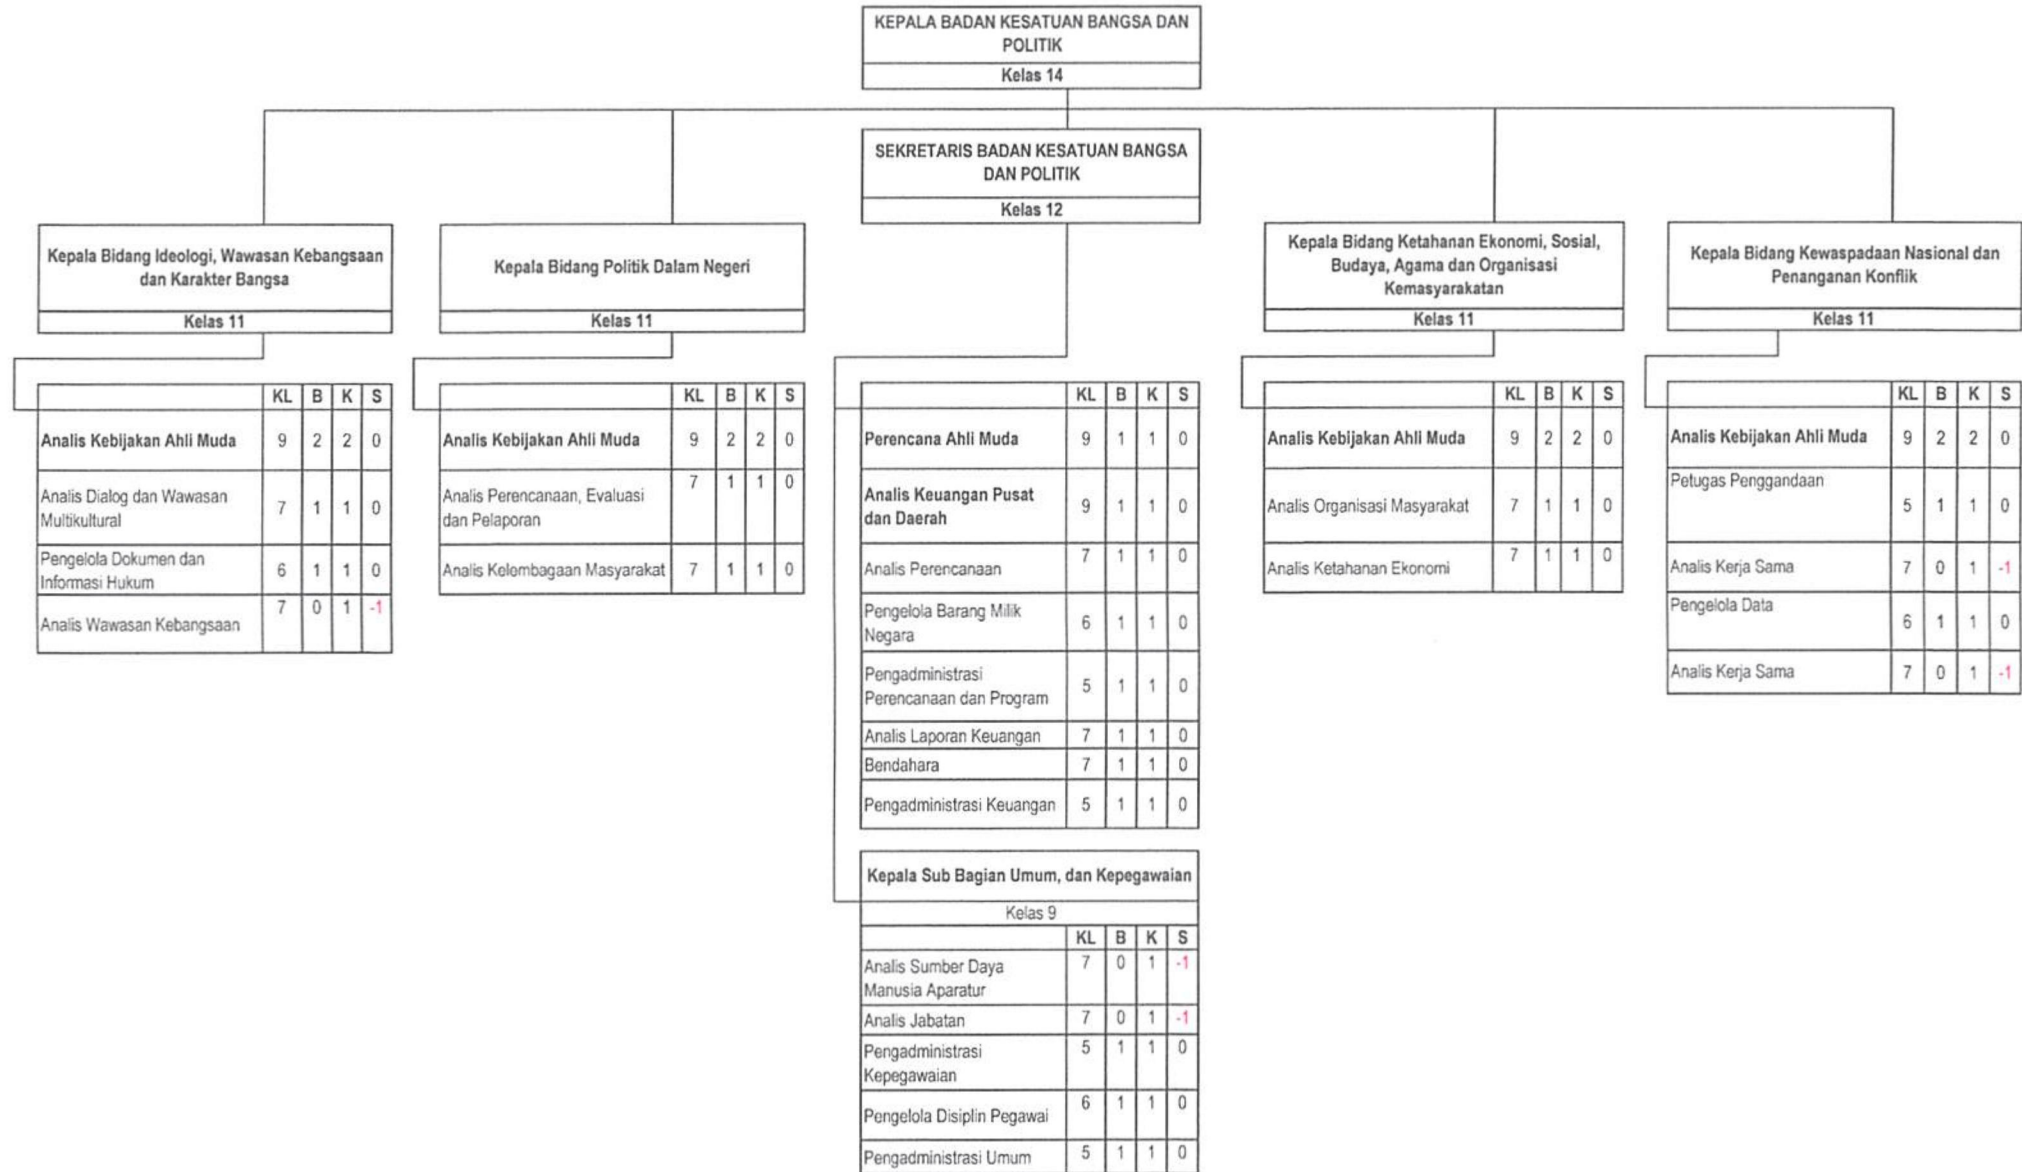 KEPALA BADAN KESATUAN BANGSA DAN
POLITIK
Kelas 14
SEKRETARIS BADAN KESATUAN BANGSA
DAN POLITIK
Kelas 12
Kepala Bidang Ideologi, Wawasan Kebangsaan
dan Karakter Bangsa
Kelas 11
KL B K S
Analis Kebijakan Ahli Muda 9 2 2 0
Analis Dialog dan Wawasan
Multikultural 7 1 1 0
Pengelola Dokumen dan
Informasi Hukum 6 1 1 0
Analis Wawasan Kebangsaan 7 0 1 -1
Kepala Bidang Politik Dalam Negeri
Kelas 11
KL B K S
Analis Kebijakan Ahli Muda 9 2 2 0
Analis Perencanaan, Evaluasi
dan Pelaporan 7 1 1 0
Analis Kelembagaan Masyarakat 7 1 1 0
KL B K S
Perencana Ahli Muda 9 1 1 0
Analis Keuangan Pusat
dan Daerah 9 1 1 0
Analis Perencanaan 7 1 1 0
Pengelola Barang Milik
Negara 6 1 1 0
Pengadministrasi
Perencanaan dan Program 5 1 1 0
Analis Laporan Keuangan 7 1 1 0
Bendahara 7 1 1 0
Pengadministrasi Keuangan 5 1 1 0
Kepala Sub Bagian Umum, dan Kepegawaian
Kelas 9
KL B K S
Analis Sumber Daya
Manusia Aparatur 7 0 1 -1
Analis Jabatan 7 0 1 -1
Pengadministrasi
Kepegawaian 5 1 1 0
Pengelola Disiplin Pegawai 6 1 1 0
Pengadministrasi Umum 5 1 1 0
Kepala Bidang Ketahanan Ekonomi, Sosial,
Budaya, Agama dan Organisasi
Kemasyarakatan
Kelas 11
KL B K S
Analis Kebijakan Ahli Muda 9 2 2 0
Analis Organisasi Masyarakat 7 1 1 0
Analis Ketahanan Ekonomi 7 1 1 0
Kepala Bidang Kewaspadaan Nasional dan
Penanganan Konflik
Kelas 11
KL B K S
Analis Kebijakan Ahli Muda 9 2 2 0
Petugas Penggandaan 5 1 1 0
Analis Kerja Sama 7 0 1 -1
Pengelola Data 6 1 1 0
Analis Kerja Sama 7 0 1 -1